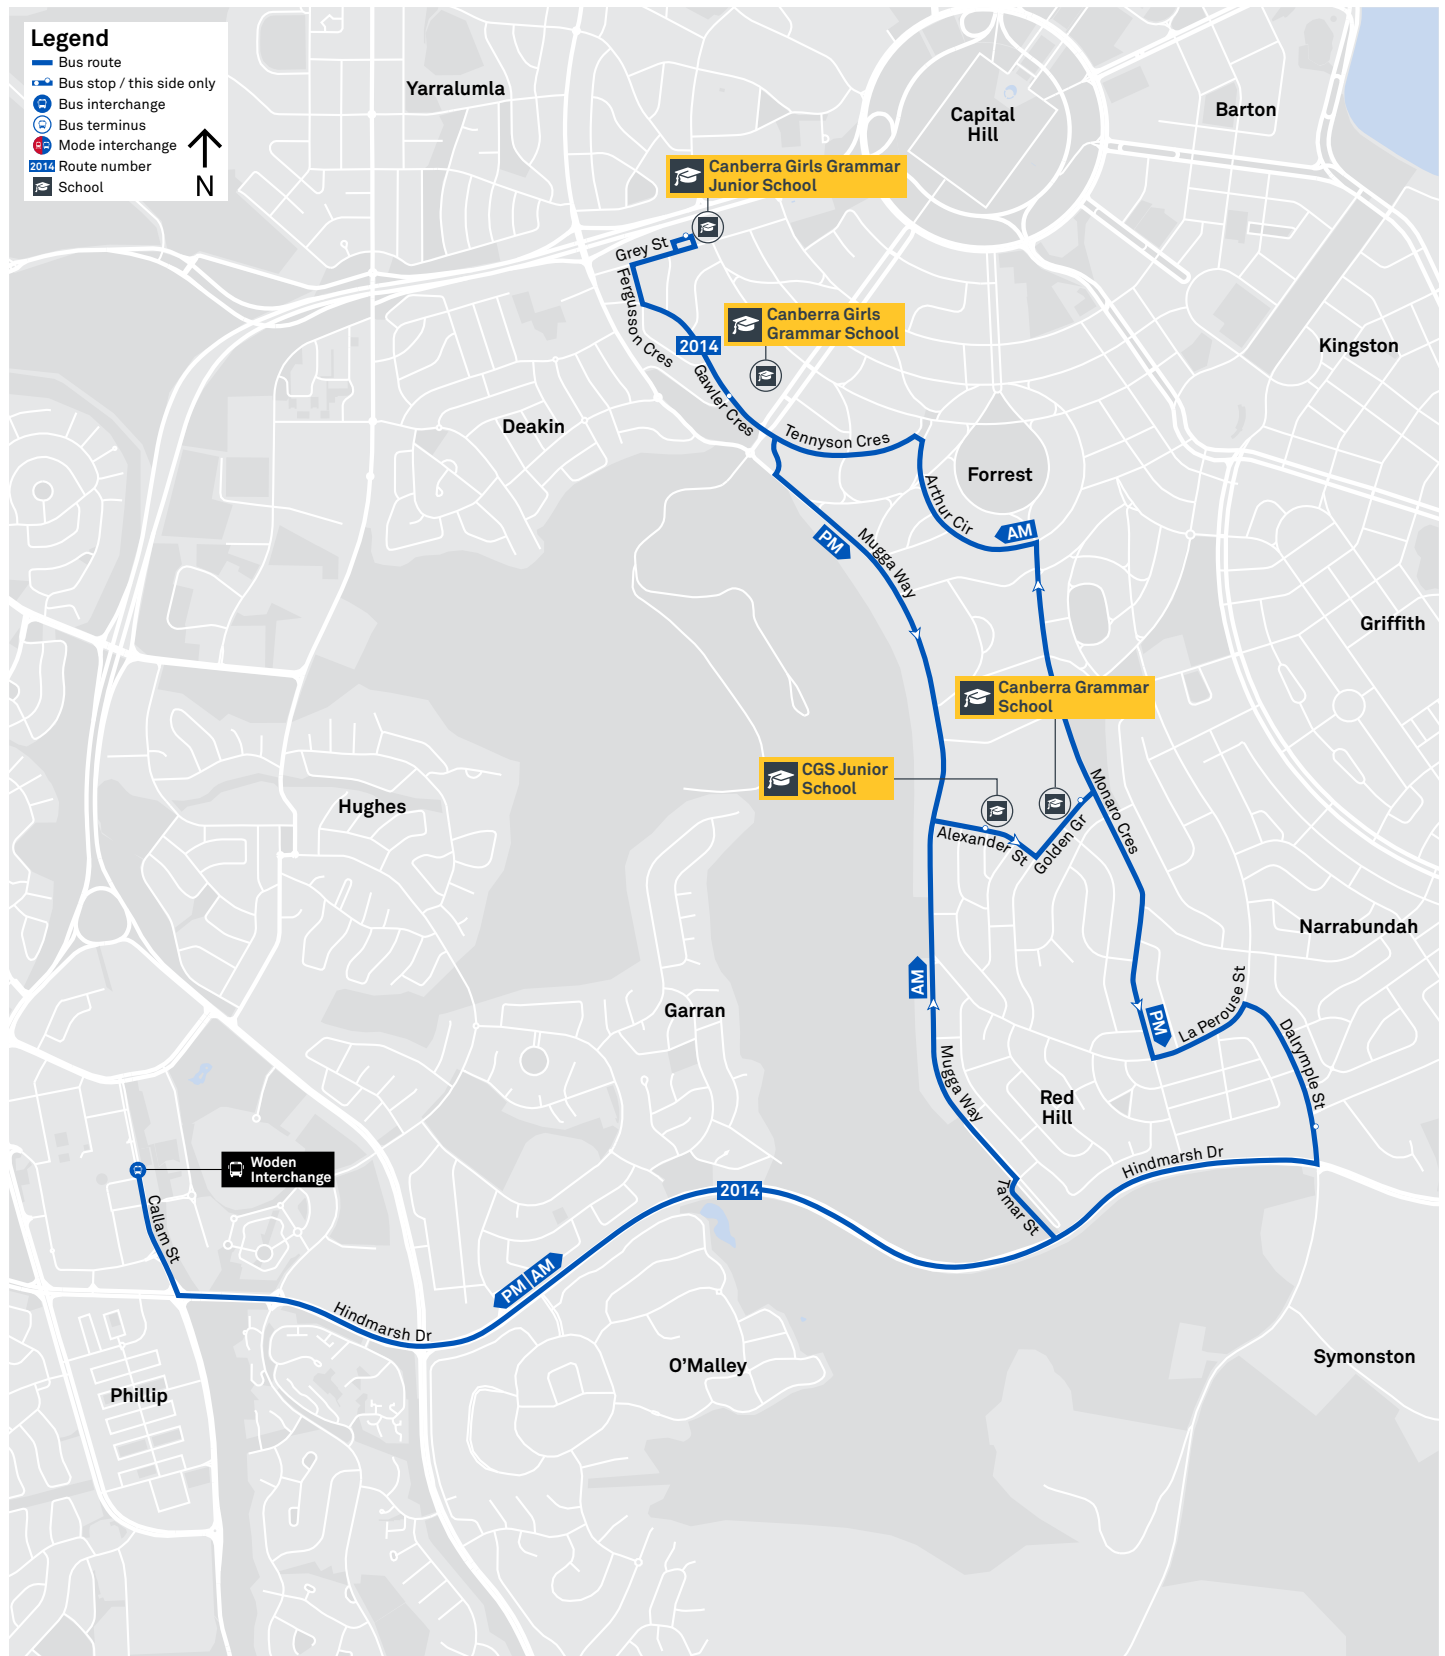 Legend
Bus route
Bus stop / this side only
Bus interchange
Bus terminus
Mode interchange
2014 Route number
School
N
Yarralumla
Capital
Hill
Barton
Canberra Girls Grammar
Junior School
Grey St
Fergusson Cres
Canberra Girls
Grammar School
2014
Gawler Cres
Kingston
Deakin
Tennyson Cres
Forrest
Arthur Cir
AM
PM
Mugga Way
Griffith
Canberra Grammar
School
CGS Junior
School
Monaro Cres
Hughes
Alexander St
Golden Gr
Narrabundah
AM
La Perouse St
PM
Garran
Dalrymple St
Mugga Way
Red
Hill
Woden
Interchange
Hindmarsh Dr
2014
Tamar St
Callam St
PM AM
Hindmarsh Dr
O'Malley
Symonston
Phillip